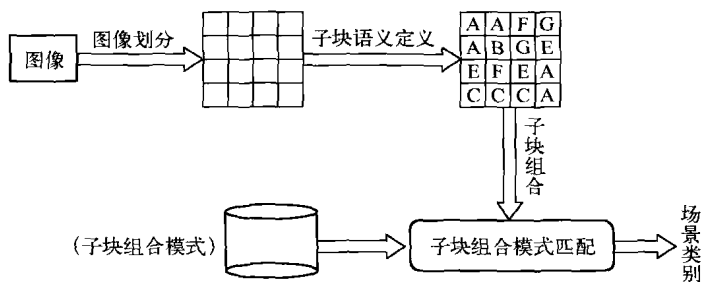 图像
图像划分
子块语义定义
A A F G
A B G E
E F E A
C C C A
子块组合
(子块组合模式)
子块组合模式匹配
场景类别